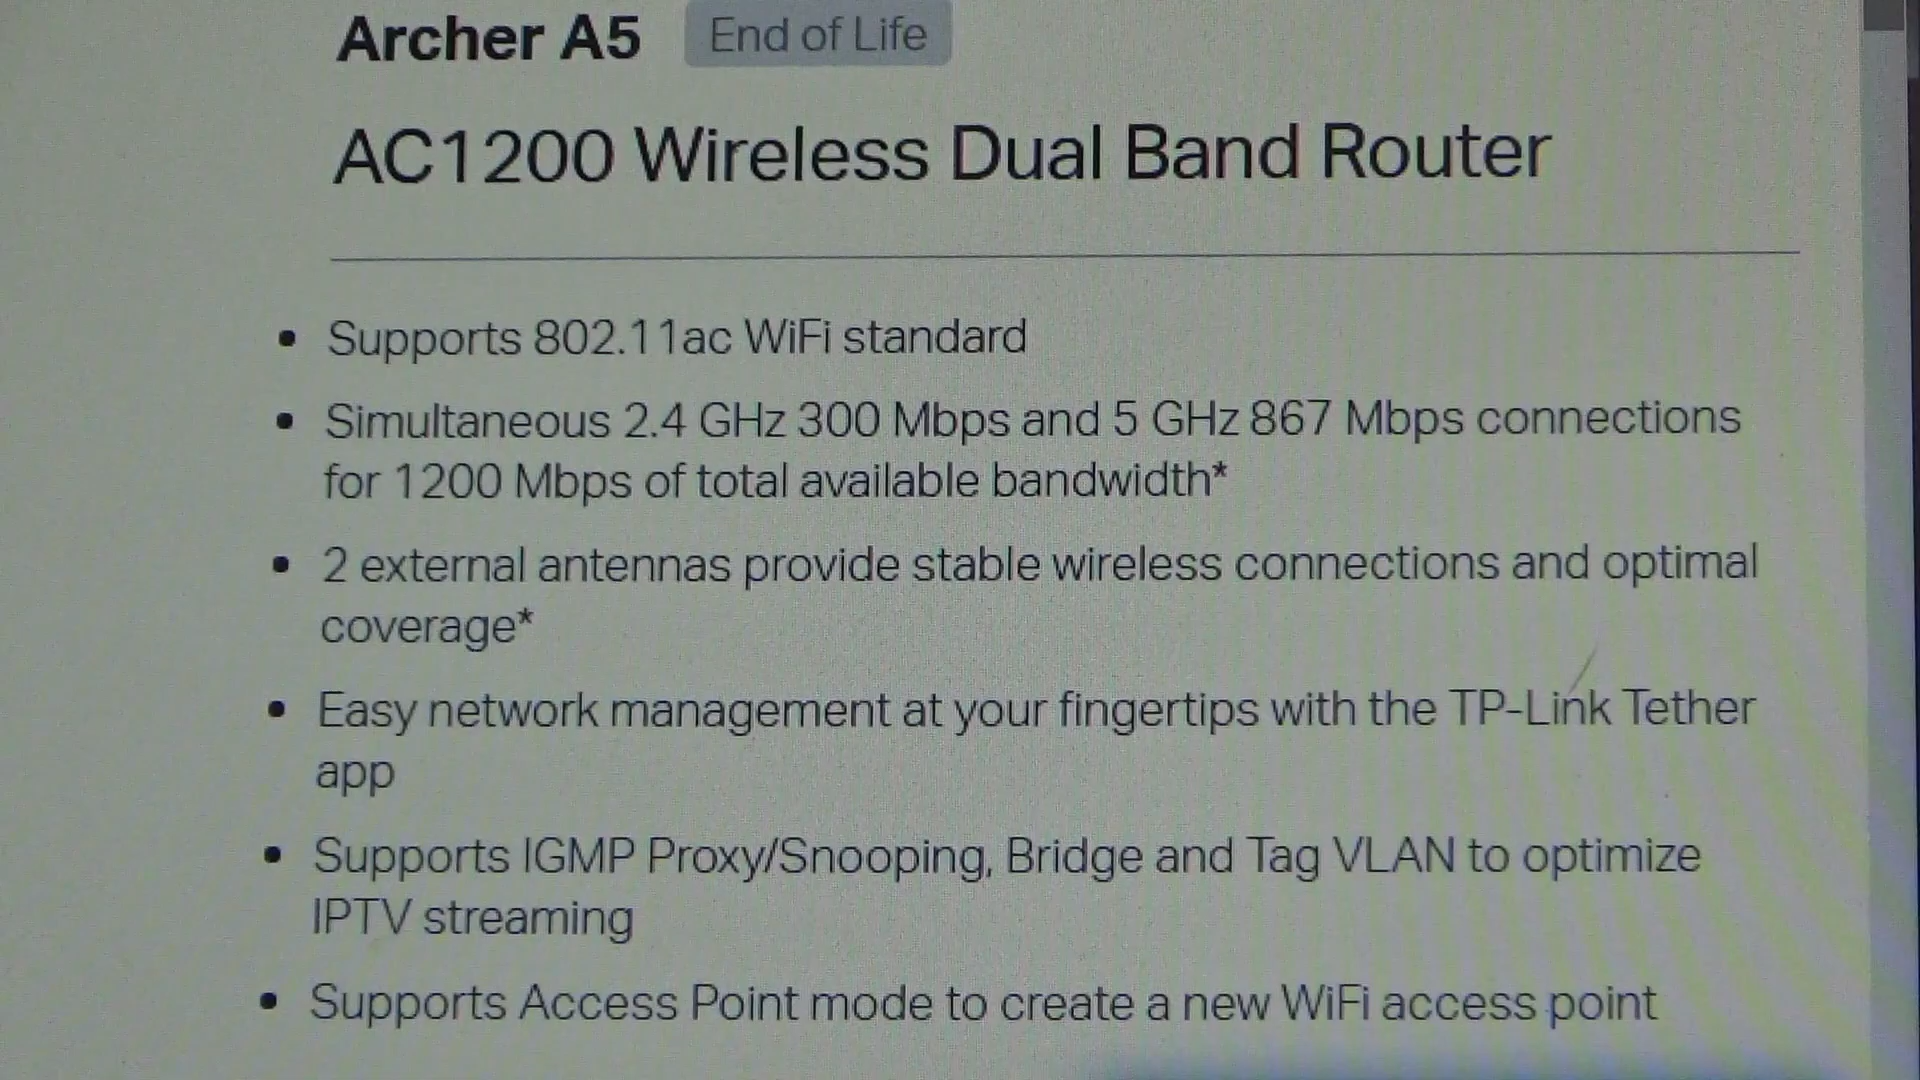 Archer A5 End of Life
AC1200 Wireless Dual Band Router
• Supports 802.11ac WiFi standard
• Simultaneous 2.4 GHz 300 Mbps and 5 GHz 867 Mbps connections
for 1200 Mbps of total available bandwidth*
• 2 external antennas provide stable wireless connections and optimal
coverage*
• Easy network management at your fingertips with the TP-Link Tether
app
• Supports IGMP Proxy/Snooping, Bridge and Tag VLAN to optimize
IPTV streaming
• Supports Access Point mode to create a new WiFi access point